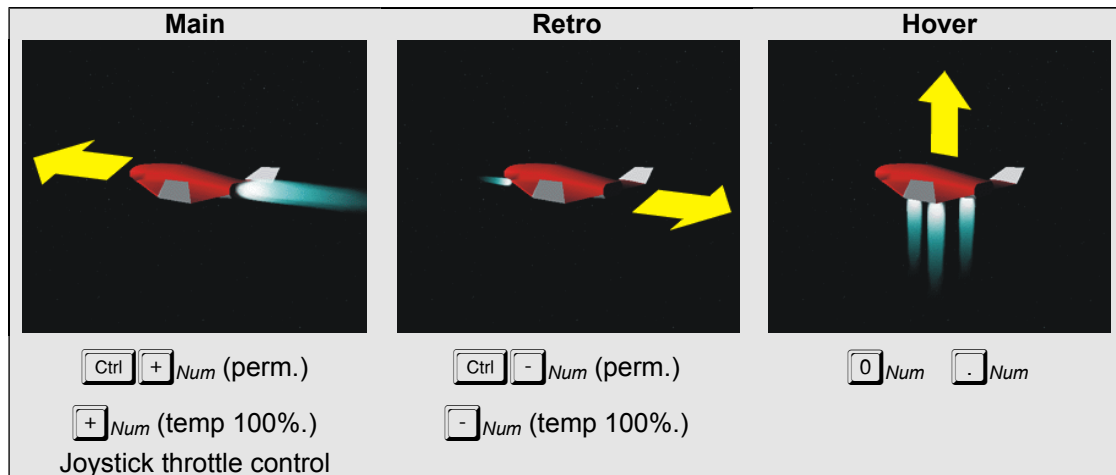 Main
Retro
Hover
Ctrl + Num (perm.)
+ Num (temp 100%.)
Joystick throttle control
Ctrl - Num (perm.)
- Num (temp 100%.)
0 Num . Num